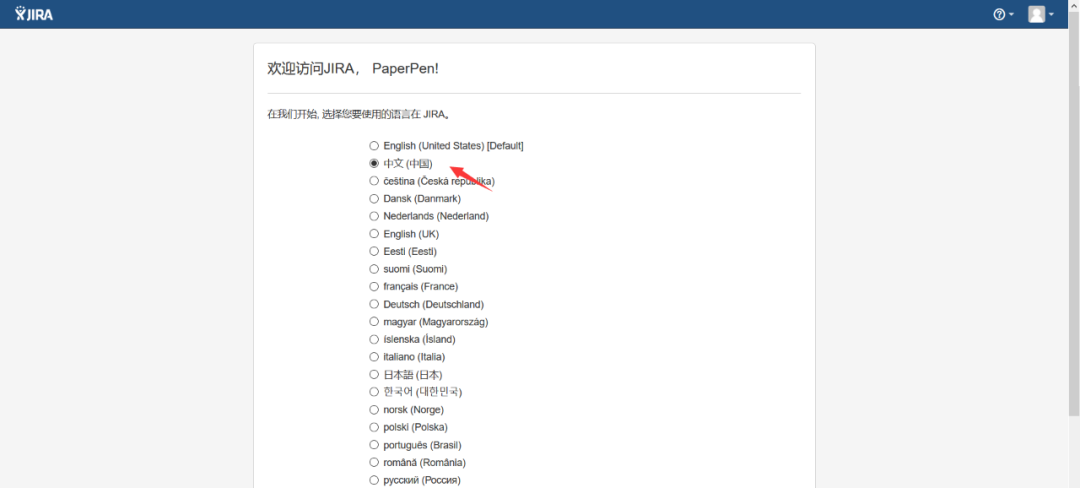 JIRA
欢迎访问JIRA， PaperPen!
在我们开始, 选择您要使用的语言在 JIRA。
English (United States) [Default]
中文 (中国)
čeština (Česká republika)
Dansk (Danmark)
Nederlands (Nederland)
English (UK)
Eesti (Eesti)
suomi (Suomi)
français (France)
Deutsch (Deutschland)
magyar (Magyarország)
íslenska (Ísland)
italiano (Italia)
日本語 (日本)
한국어 (대한민국)
norsk (Norge)
polski (Polska)
português (Brasil)
română (România)
русский (Россия)